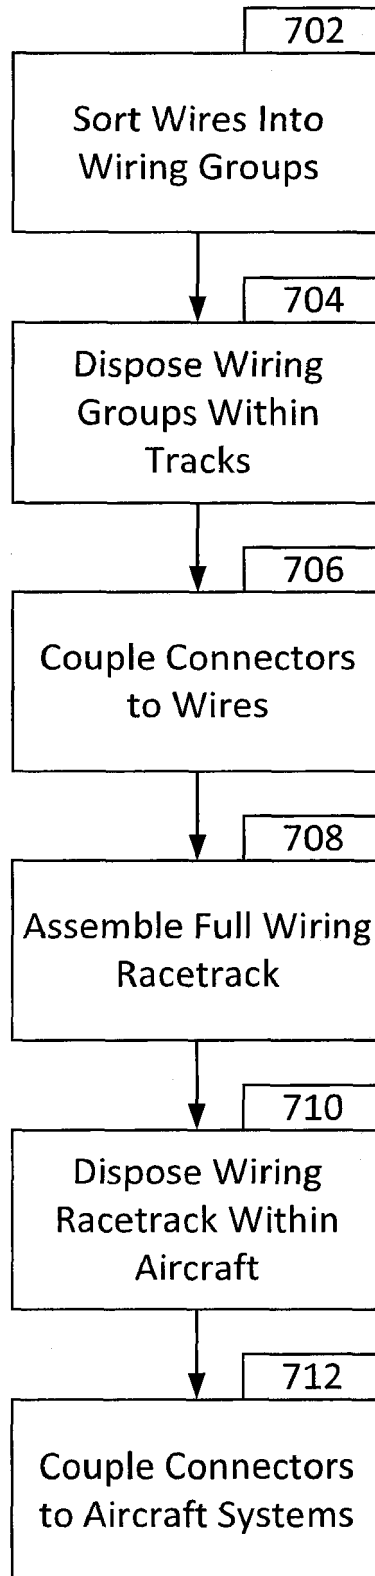 702
Sort Wires Into
Wiring Groups
704
Dispose Wiring
Groups Within
Tracks
706
Couple Connectors
to Wires
708
Assemble Full Wiring
Racetrack
710
Dispose Wiring
Racetrack Within
Aircraft
712
Couple Connectors
to Aircraft Systems